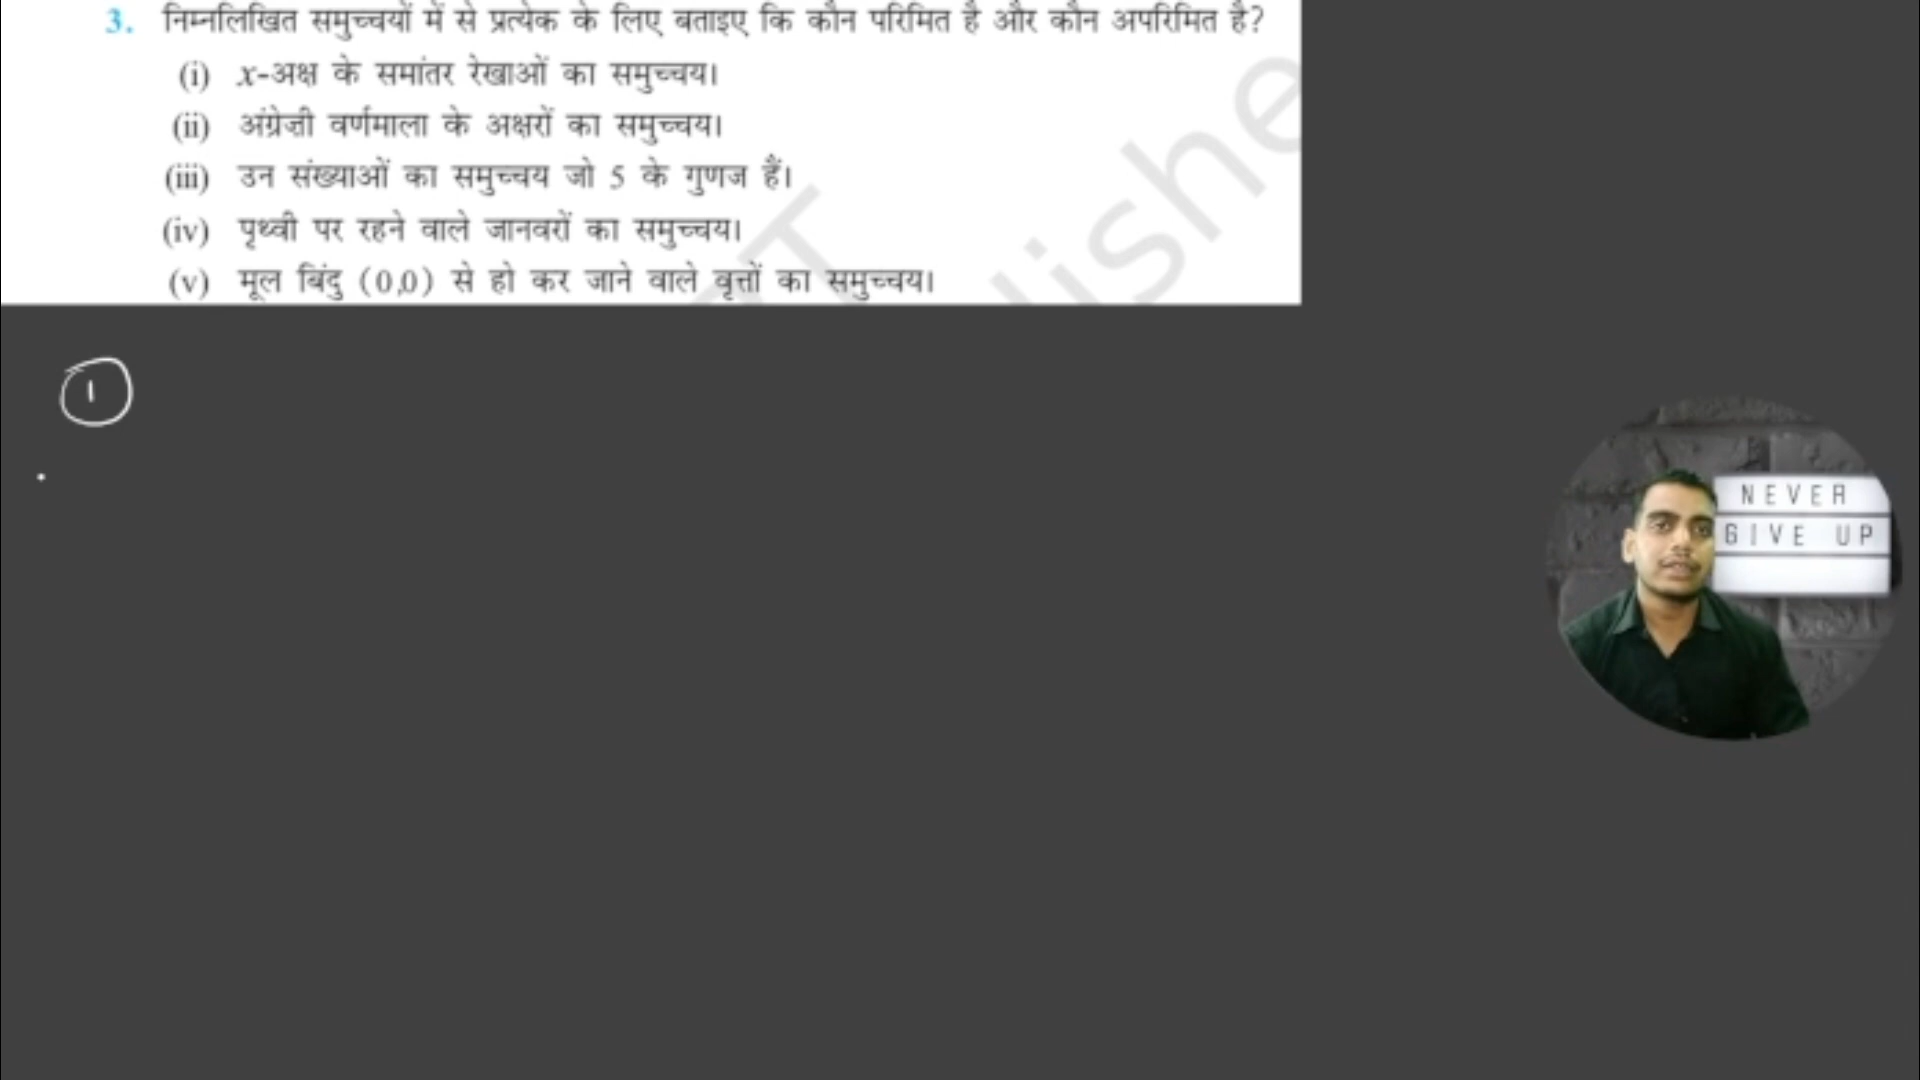 3. निम्नलिखित समुच्चयों में से प्रत्येक के लिए बताइए कि कौन परिमित है और कौन अपरिमित है?
(i) x-अक्ष के समांतर रेखाओं का समुच्चय।
(ii) अंग्रेज़ी वर्णमाला के अक्षरों का समुच्चय।
(iii) उन संख्याओं का समुच्चय जो 5 के गुणज हैं।
(iv) पृथ्वी पर रहने वाले जानवरों का समुच्चय।
(v) मूल बिंदु (0,0) से हो कर जाने वाले वृत्तों का समुच्चय।
1
NEVER
GIVE UP